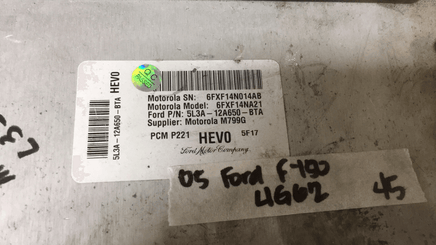 HEVO
5L3A-12A650-BTA
Motorola SN: 6FXF14N014AB
Motorola Model: 6FXF14NA21
Ford P/N: 5L3A-12A650-BTA
Supplier: Motorola M799G
PCM P221 HEVO 5F17
Ford Motor Company
05 Ford F-150
4G62 45